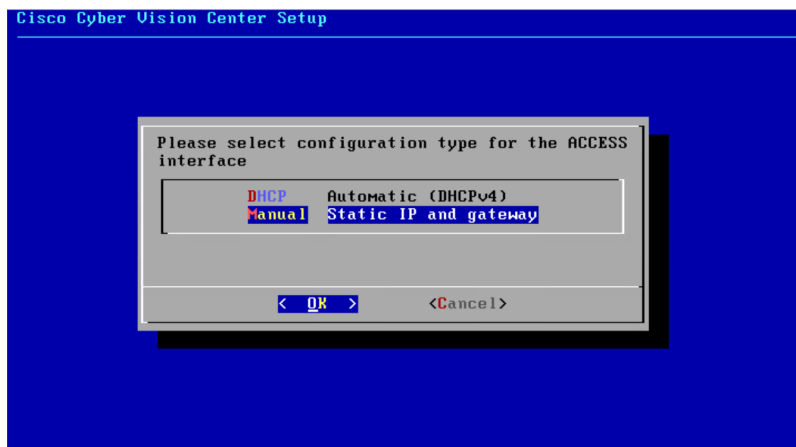 Cisco Cyber Vision Center Setup
Please select configuration type for the ACCESS
interface
DHCP Automatic (DHCPv4)
Manual Static IP and gateway
< OK > <Cancel>